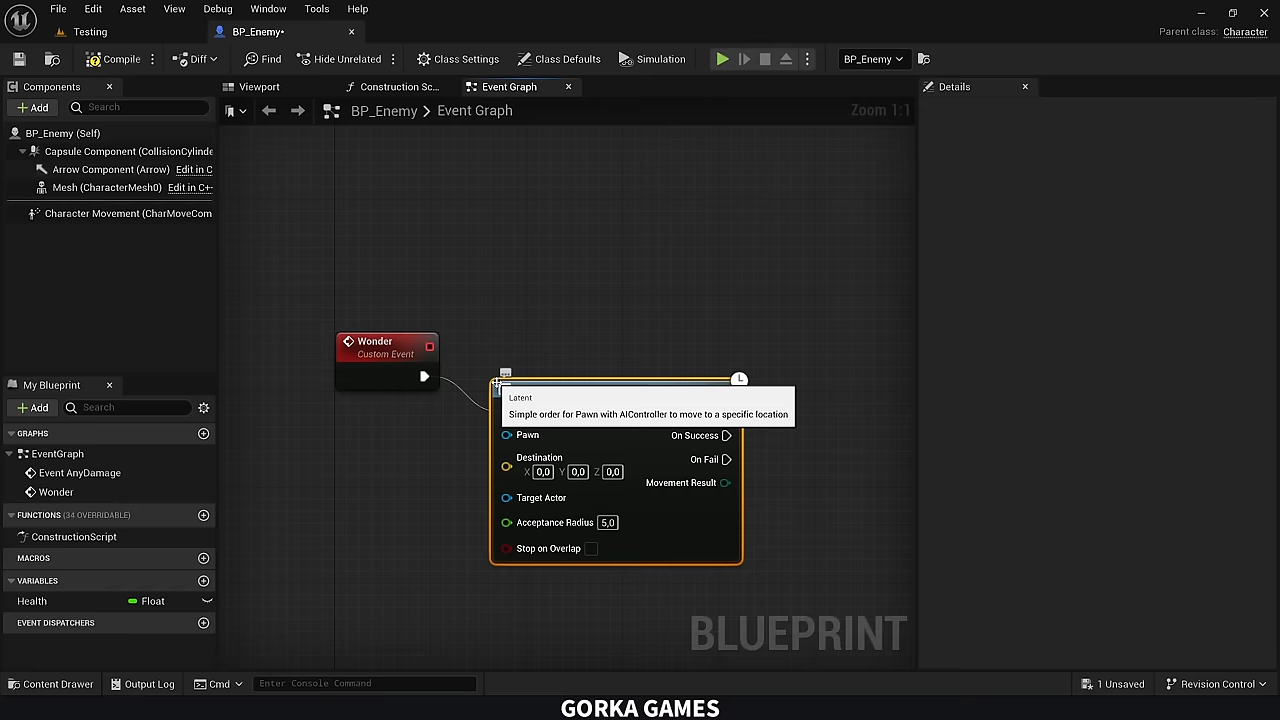 File Edit Asset View Debug Window Tools Help
Testing
BP_Enemy•
Parent class: Character
Compile
Diff
Find
Hide Unrelated
Class Settings
Class Defaults
Simulation
BP_Enemy
Components
Viewport
Construction Sc...
Event Graph
Details
Add
Search
BP_Enemy > Event Graph
Zoom 1:1
BP_Enemy (Self)
Capsule Component (CollisionCylinde
Arrow Component (Arrow) Edit in C
Mesh (CharacterMesh0) Edit in C++
Character Movement (CharMoveCom
Wonder
Custom Event
Latent
Simple order for Pawn with AIController to move to a specific location
Pawn
On Success
Destination
On Fail
X 0,0 Y 0,0 Z 0,0
Movement Result
Target Actor
Acceptance Radius 5,0
Stop on Overlap
My Blueprint
Add
Search
GRAPHS
EventGraph
Event AnyDamage
Wonder
FUNCTIONS (34 OVERRIDABLE)
ConstructionScript
MACROS
VARIABLES
Health Float
EVENT DISPATCHERS
BLUEPRINT
Content Drawer
Output Log
Cmd
Enter Console Command
1 Unsaved
Revision Control
GORKA GAMES